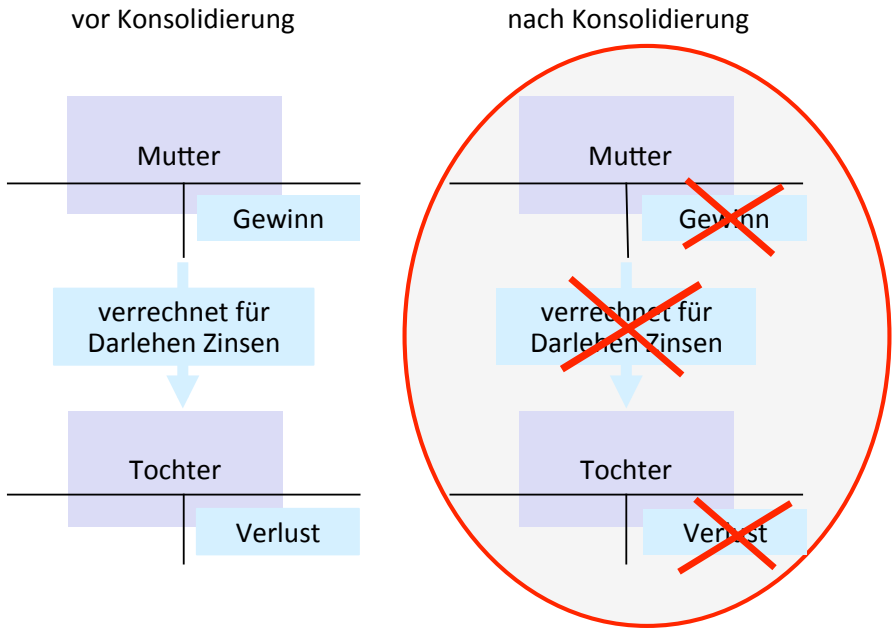 vor Konsolidierung
Mutter
Gewinn
verrechnet für
Darlehen Zinsen
Tochter
Verlust
nach Konsolidierung
Mutter
Gewinn
verrechnet für
Darlehen Zinsen
Tochter
Verlust